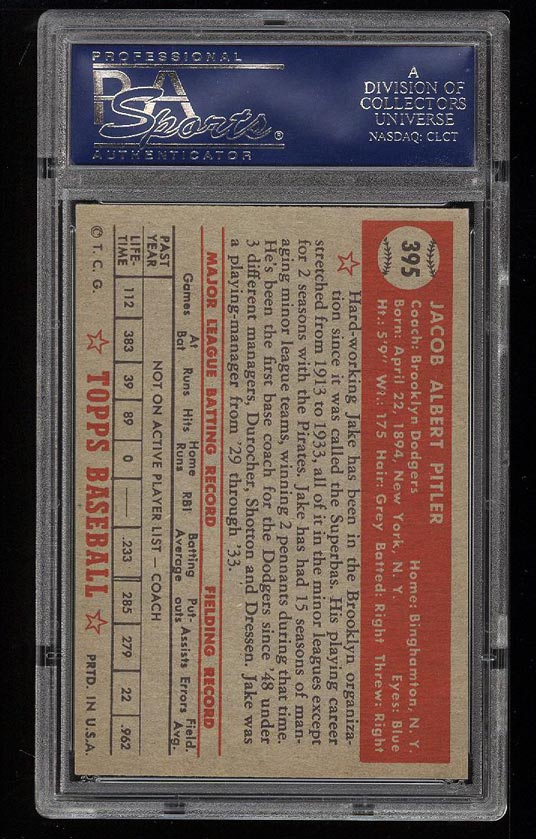 PROFESSIONAL
PSA
Sports ®
AUTHENTICATOR
A
DIVISION OF
COLLECTORS
UNIVERSE
NASDAQ: CLCT
395
JACOB ALBERT PITLER
Coach: Brooklyn Dodgers Home: Binghamton, N. Y.
Born: April 22, 1894, New York, N. Y. Eyes: Blue
Ht.: 5'9" Wt.: 175 Hair: Grey Batted: Right Threw: Right
Hard-working Jake has been in the Brooklyn organiza-
tion since it was called the Superbas. His playing career
stretched from 1913 to 1933, all of it in the minor leagues except
for 2 seasons with the Pirates. Jake has had 15 seasons of man-
aging minor league teams, winning 2 pennants during that time.
He's been the first base coach for the Dodgers since '48 under
3 different managers, Durocher, Shotton and Dressen. Jake was
a playing-manager from '29 through '33.
MAJOR LEAGUE BATTING RECORD FIELDING RECORD
Games At Bat Runs Hits Home Runs RBI Batting Average Put-outs Assists Errors Field. Avg.
PAST YEAR NOT ON ACTIVE PLAYER LIST — COACH
LIFE-TIME 112 383 39 89 0 .233 285 279 22 .962
© T. C. G. TOPPS BASEBALL PRTD. IN U.S.A.